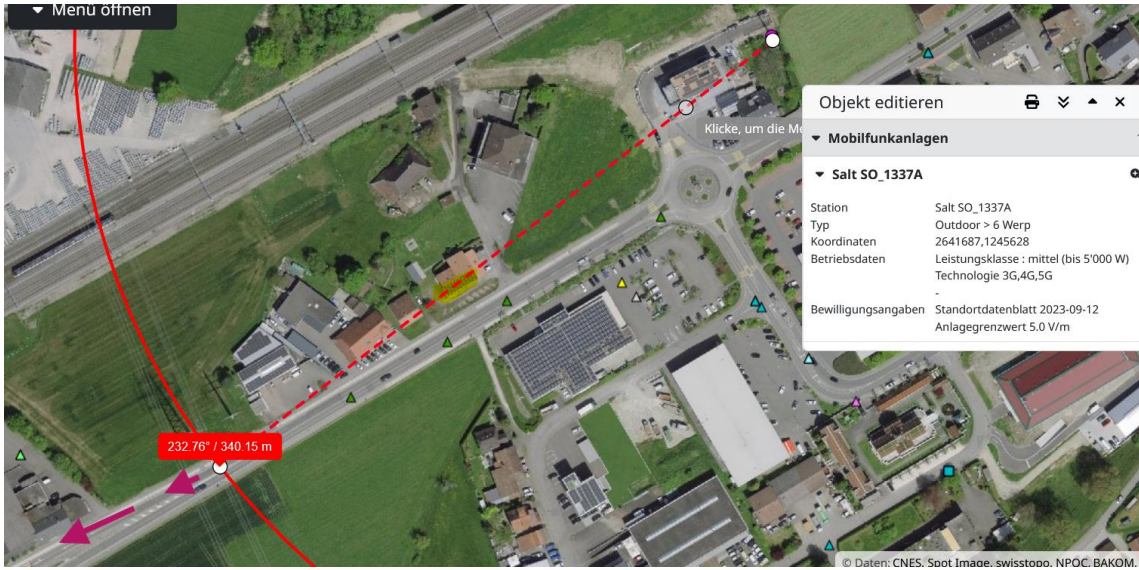 Menü öffnen
Objekt editieren
Klicke, um die Me
Mobilfunkanlagen
Salt SO_1337A
Station Salt SO_1337A
Typ Outdoor > 6 Werp
Koordinaten 2641687,1245628
Betriebsdaten Leistungsklasse : mittel (bis 5'000 W)
Technologie 3G,4G,5G
-
Bewilligungsangaben Standortdatenblatt 2023-09-12
Anlagegrenzwert 5.0 V/m
232.76° / 340.15 m
© Daten: CNES, Spot Image, swisstopo, NPOC, BAKOM,